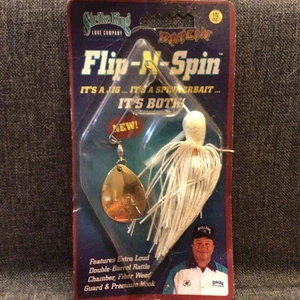 Strike King
LURE COMPANY
Flip-N-Spin™
IT'S A JIG ... IT'S A SPINNERBAIT ...
IT'S BOTH!
NEW!
Features Extra Loud
Double-Barrel Rattle
Chamber, Fiber Weed
Guard & Premium Hook